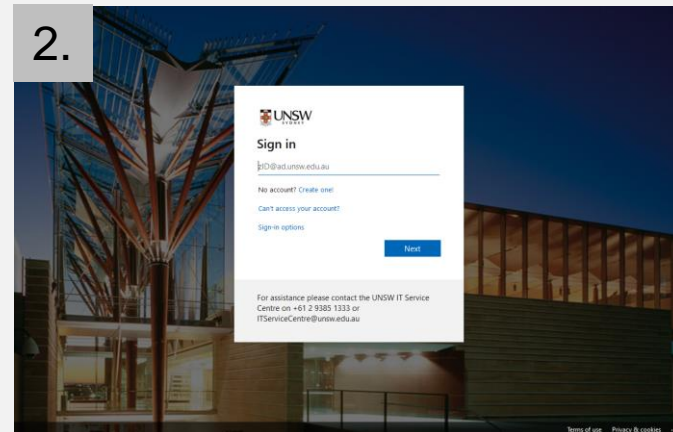 2.
UNSW
SYDNEY
Sign in
zID@ad.unsw.edu.au
No account? Create one!
Can't access your account?
Sign-in options
Next
For assistance please contact the UNSW IT Service
Centre on +61 2 9385 1333 or
ITServiceCentre@unsw.edu.au
Terms of use Privacy & cookies